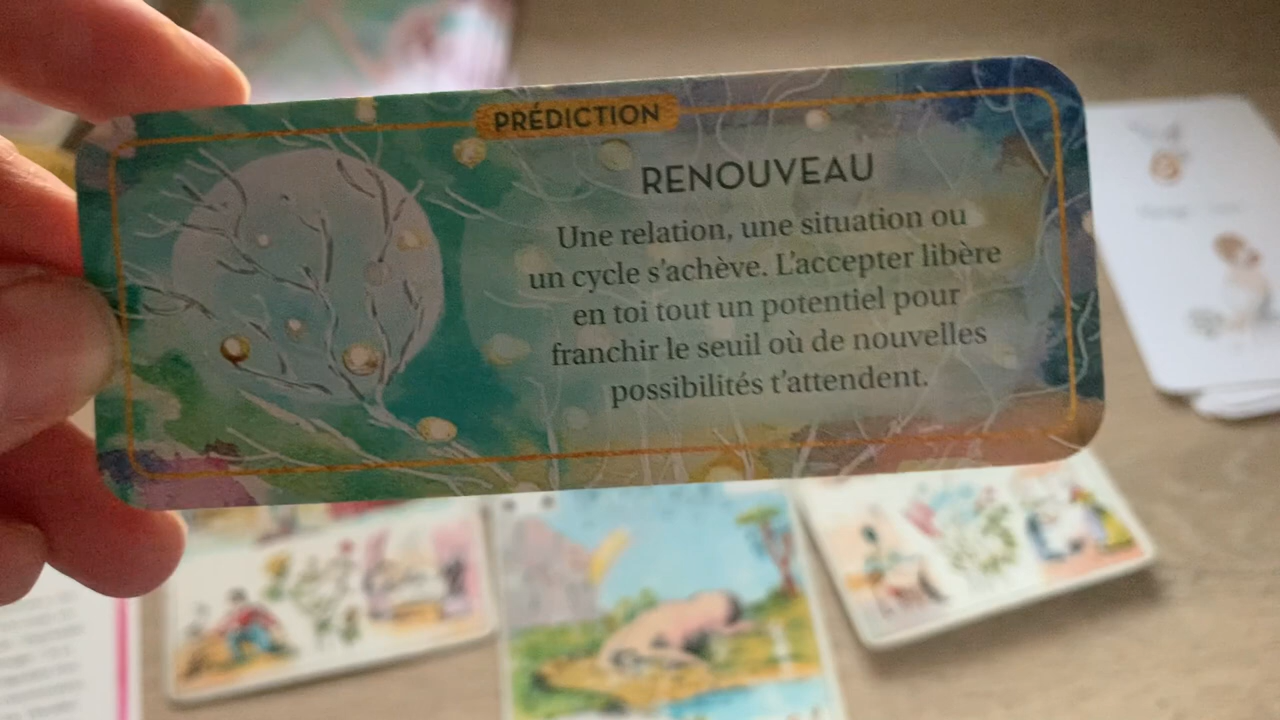 PRÉDICTION
RENOUVEAU
Une relation, une situation ou
un cycle s'achève. L'accepter libère
en toi tout un potentiel pour
franchir le seuil où de nouvelles
possibilités t'attendent.